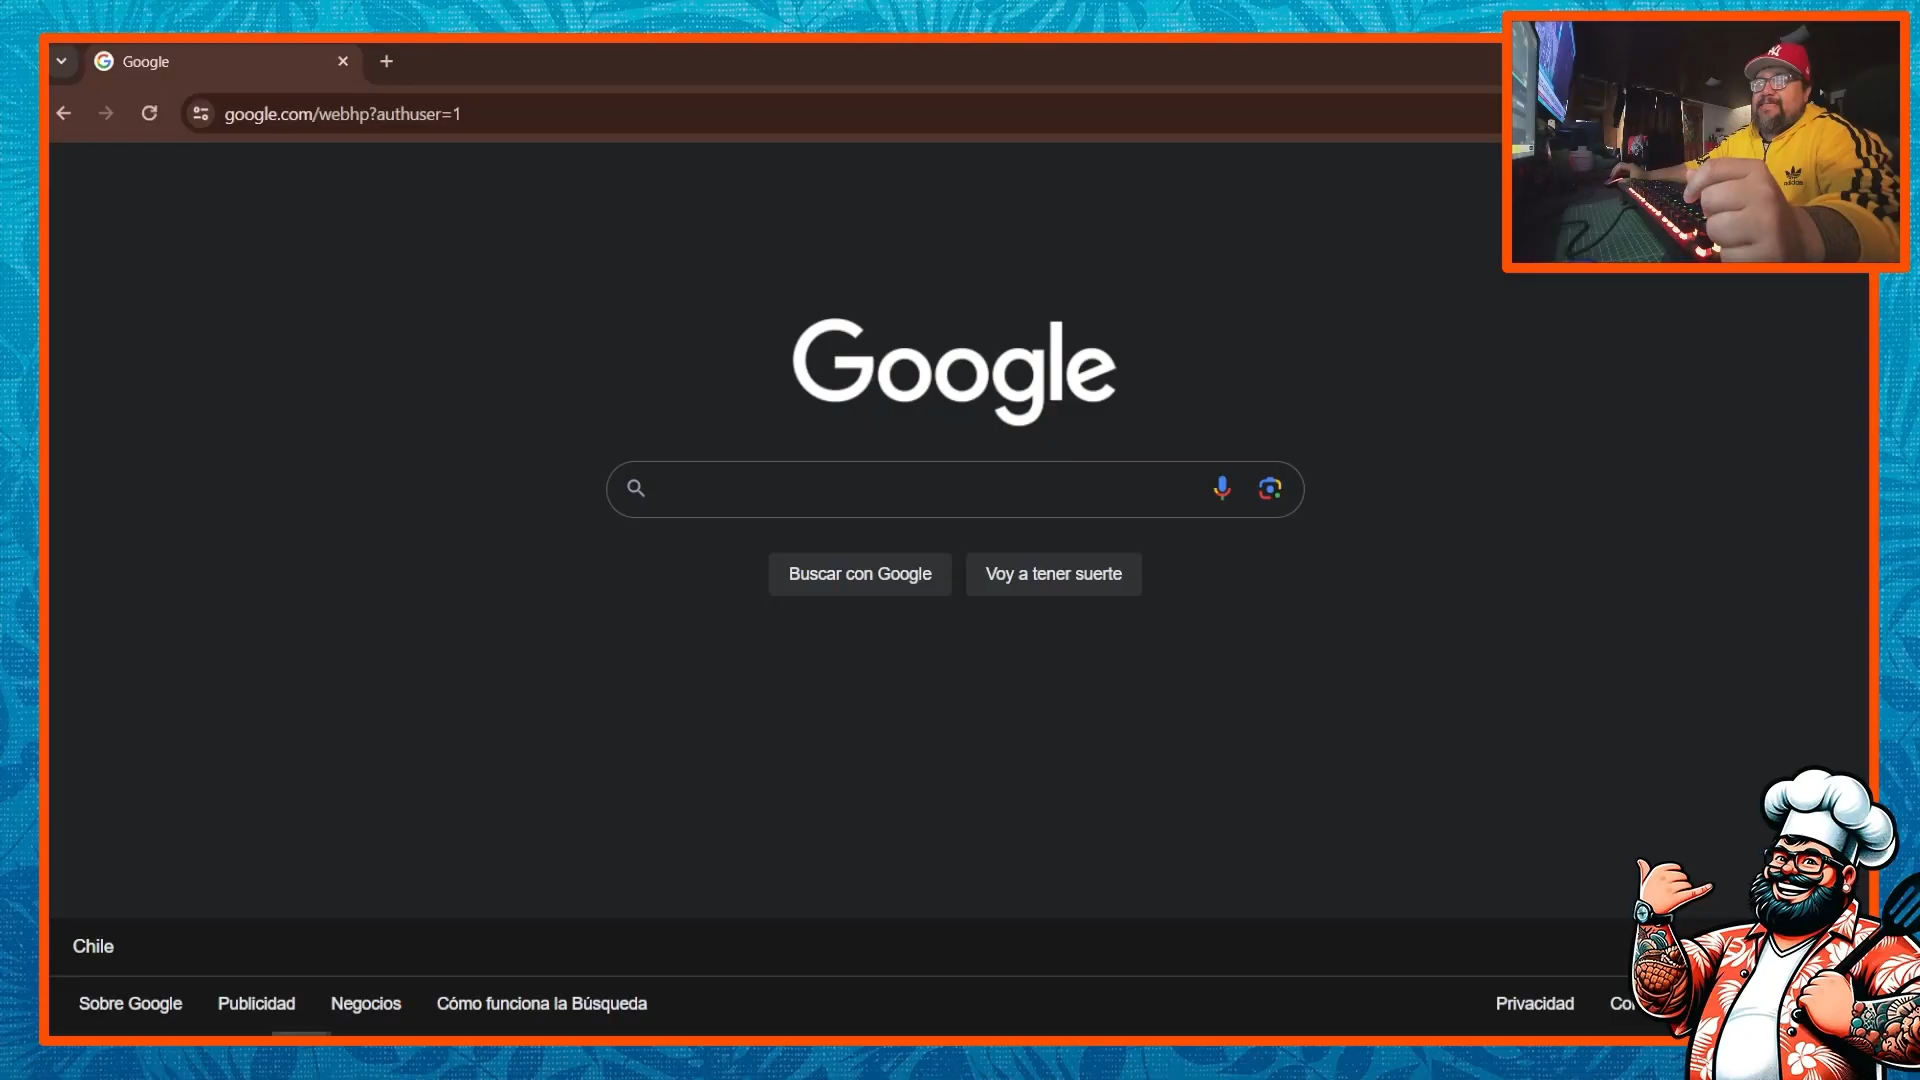 Google
google.com/webhp?authuser=1
adidas
Google
Buscar con Google
Voy a tener suerte
Chile
Sobre Google
Publicidad
Negocios
Cómo funciona la Búsqueda
Privacidad